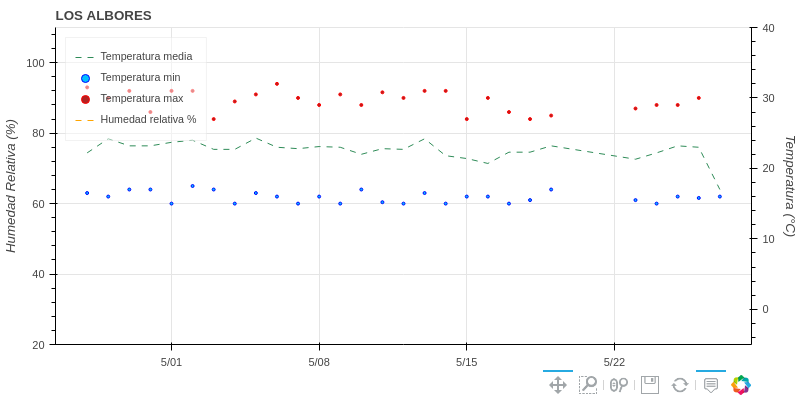 LOS ALBORES
Temperatura media
Temperatura min
Temperatura max
Humedad relativa %
Humedad Relativa (%)
100
80
60
40
20
Temperatura (°C)
40
30
20
10
0
5/01
5/08
5/15
5/22